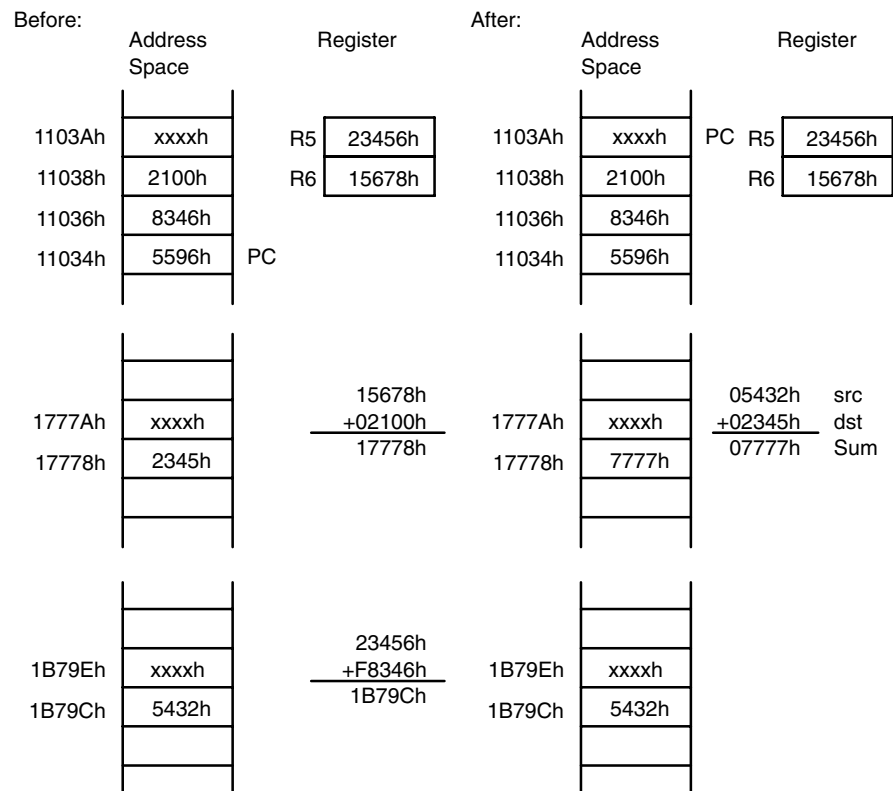 Before:
Address Space
Register
1103Ah xxxxh R5 23456h
11038h 2100h R6 15678h
11036h 8346h
11034h 5596h PC
15678h
1777Ah xxxxh +02100h
17778h 2345h 17778h
23456h
1B79Eh xxxxh +F8346h
1B79Ch 5432h 1B79Ch
After:
Address Space
Register
1103Ah xxxxh PC R5 23456h
11038h 2100h R6 15678h
11036h 8346h
11034h 5596h
05432h src
1777Ah xxxxh +02345h dst
17778h 7777h 07777h Sum
1B79Eh xxxxh
1B79Ch 5432h